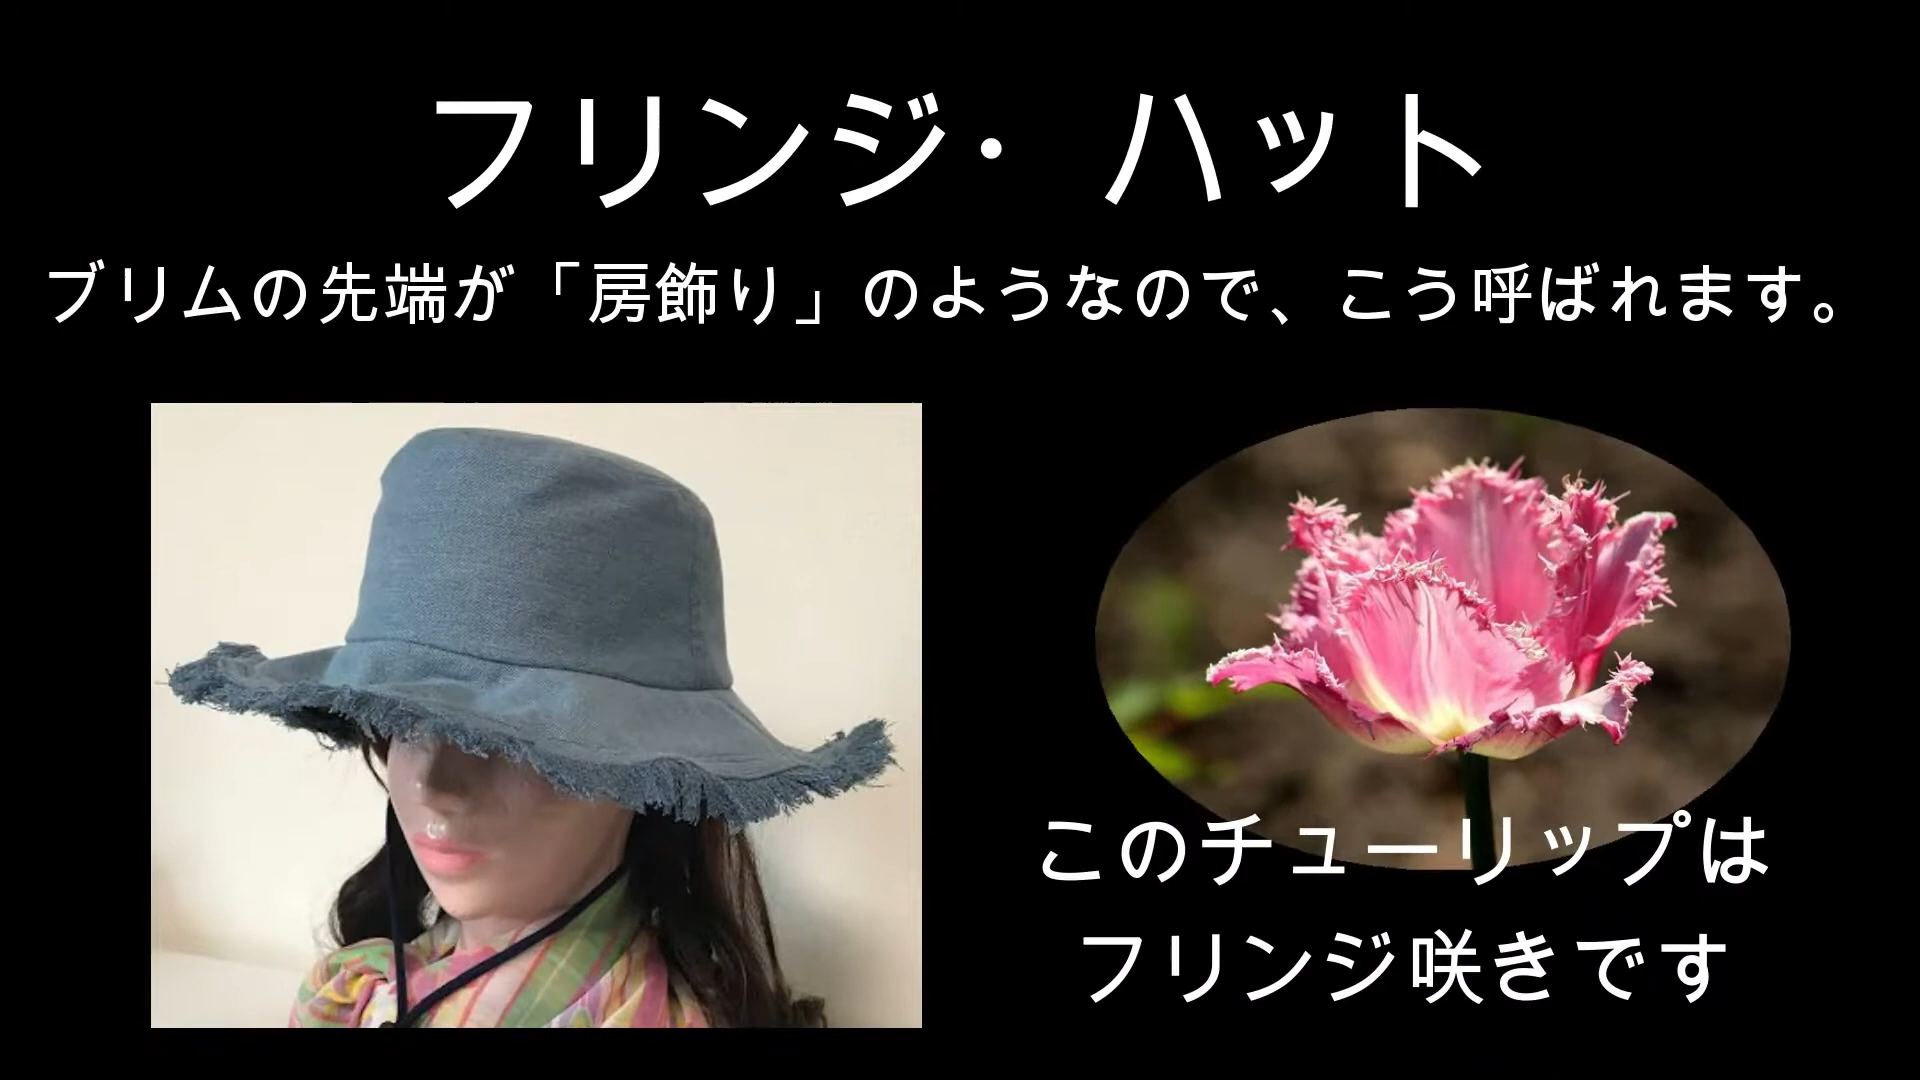 フリンジ・ハット
ブリムの先端が「房飾り」のようなので、こう呼ばれます。
このチューリップは
フリンジ咲きです